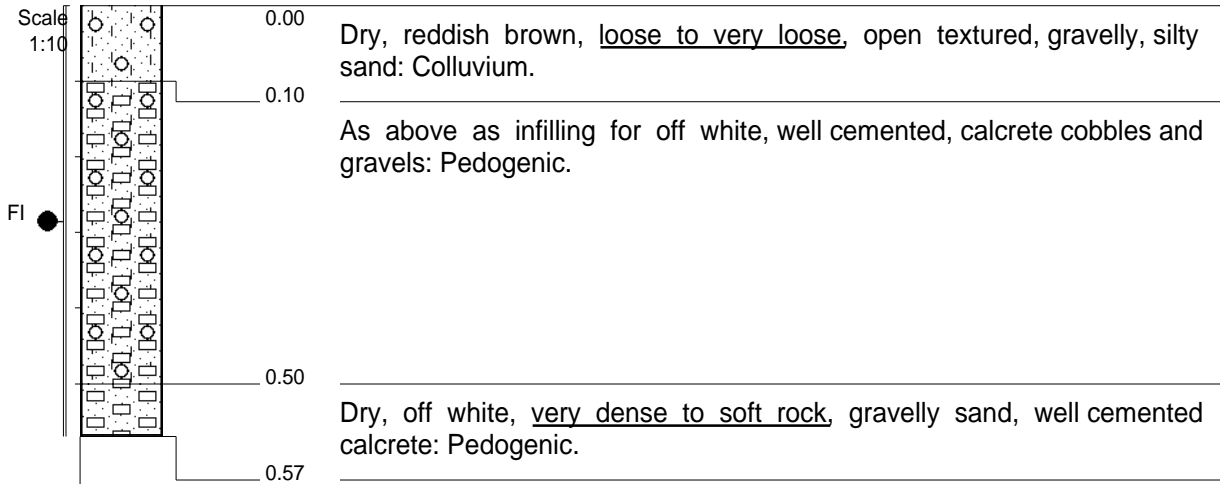 Scale
1:10
0.00
Dry, reddish brown, loose to very loose, open textured, gravelly, silty
sand: Colluvium.
0.10
As above as infilling for off white, well cemented, calcrete cobbles and
gravels: Pedogenic.
FI
0.50
Dry, off white, very dense to soft rock, gravelly sand, well cemented
calcrete: Pedogenic.
0.57